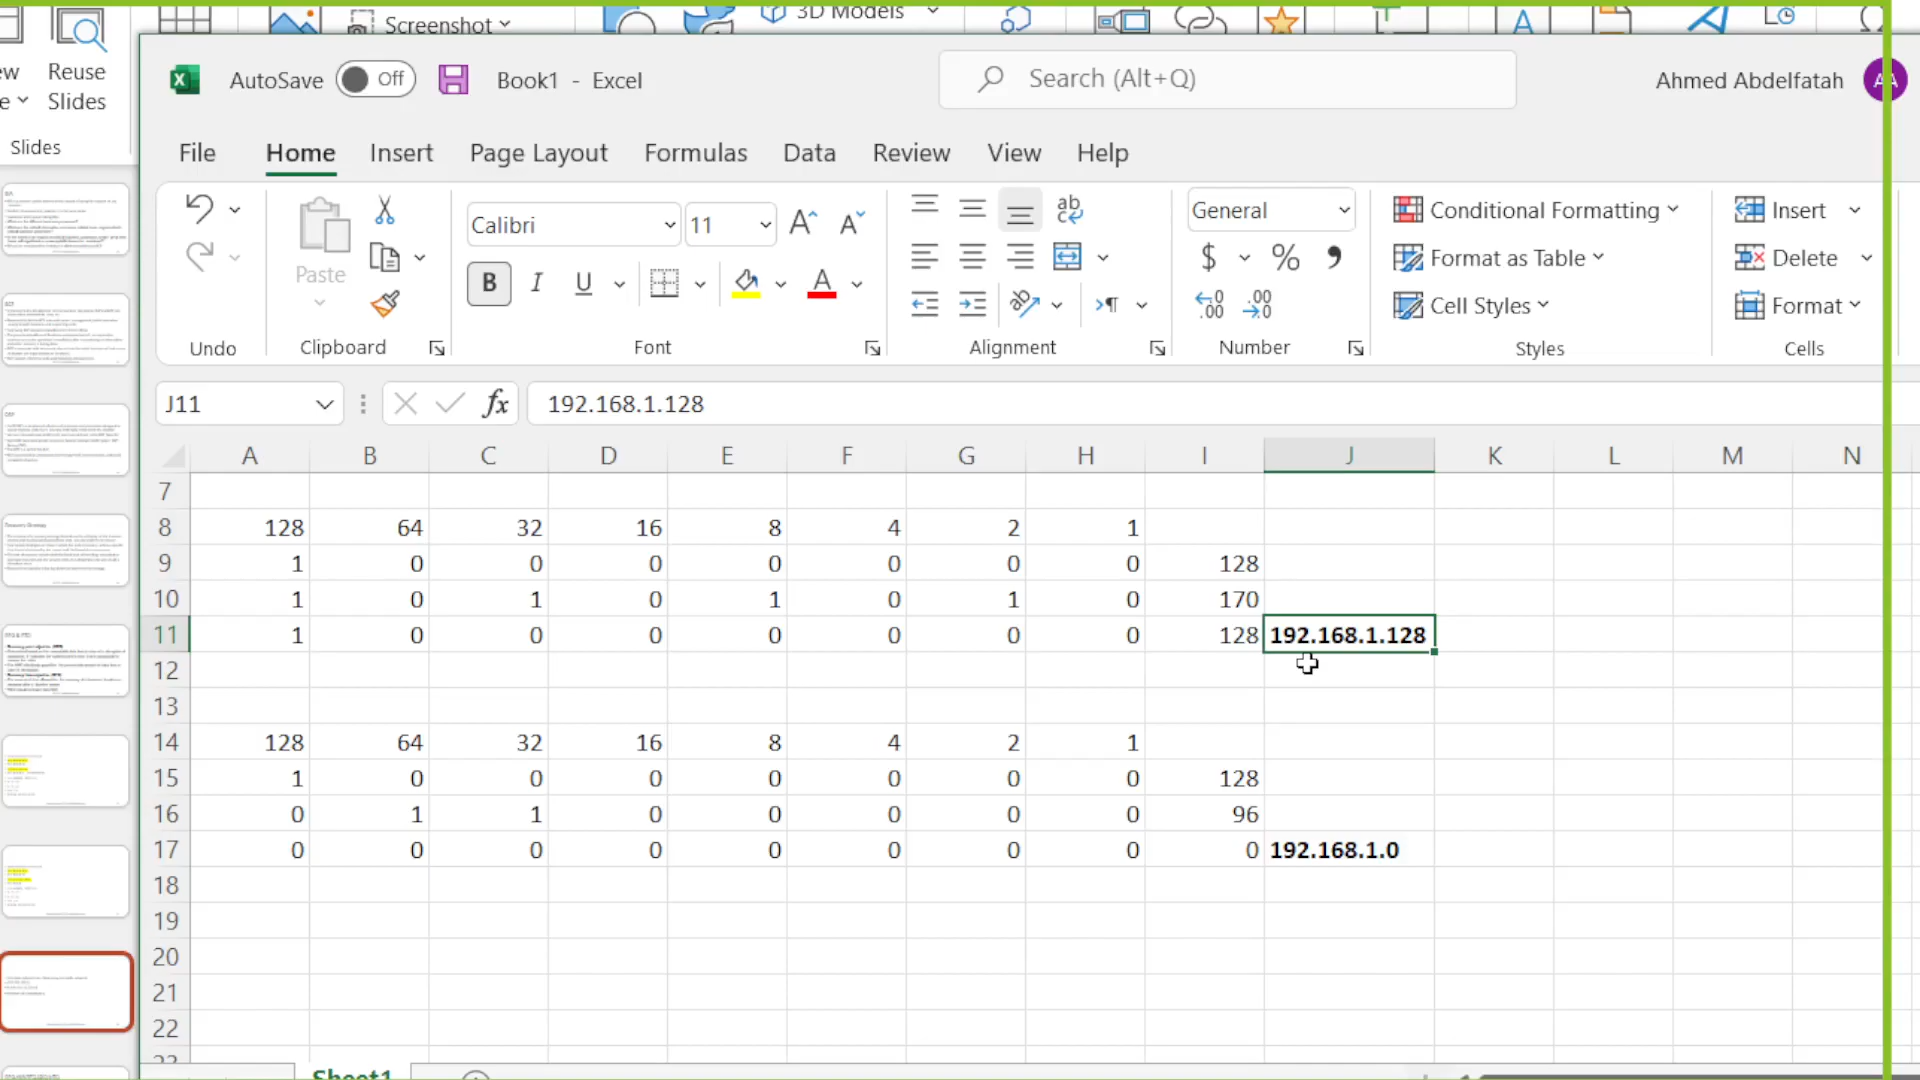 Screenshot
3D Models
Reuse
Slides
Slides
AutoSave Off Book1 - Excel
Search (Alt+Q)
Ahmed Abdelfatah AA
File Home Insert Page Layout Formulas Data Review View Help
Calibri 11
General
Conditional Formatting
Insert
Paste
B I U
Format as Table
Delete
Cell Styles
Format
Undo Clipboard Font Alignment Number Styles Cells
J11 fx 192.168.1.128
A B C D E F G H I J K L M N
7
8 128 64 32 16 8 4 2 1
9 1 0 0 0 0 0 0 0 128
10 1 0 1 0 1 0 1 0 170
11 1 0 0 0 0 0 0 0 128 192.168.1.128
12
13
14 128 64 32 16 8 4 2 1
15 1 0 0 0 0 0 0 0 128
16 0 1 1 0 0 0 0 0 96
17 0 0 0 0 0 0 0 0 0 192.168.1.0
18
19
20
21
22
23
Sheet1